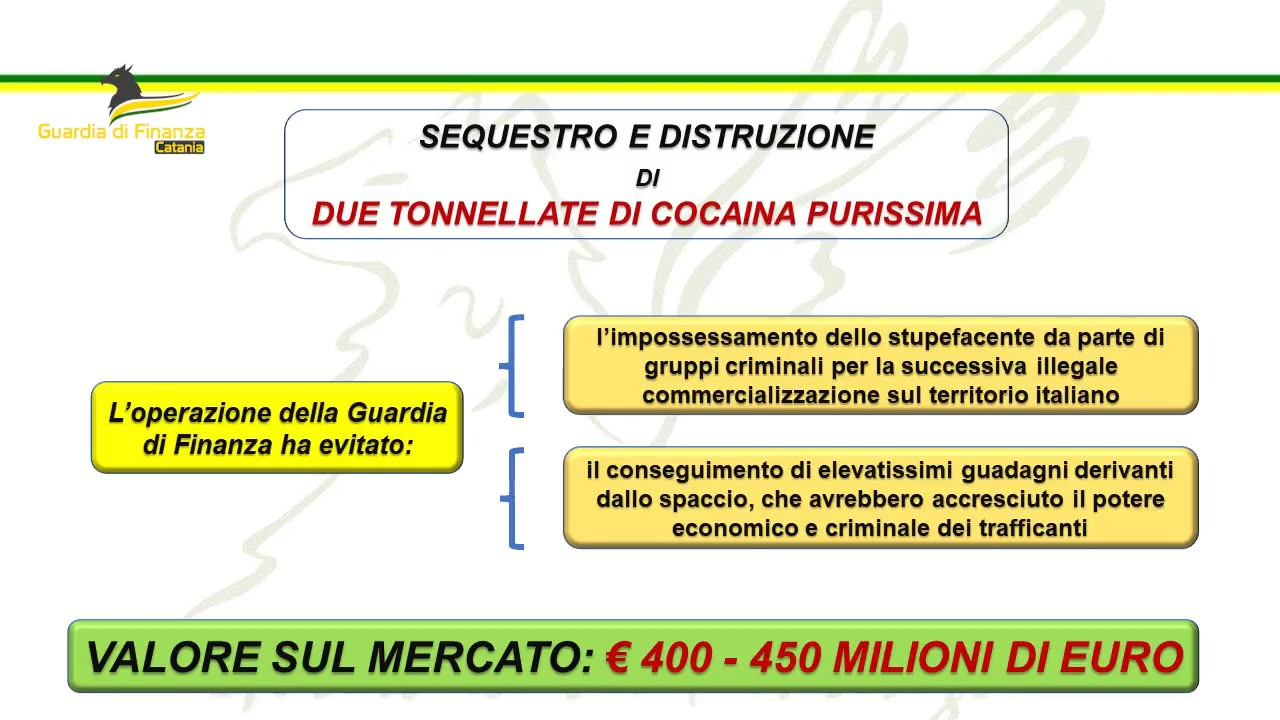 Guardia di Finanza
Catania
SEQUESTRO E DISTRUZIONE
DI
DUE TONNELLATE DI COCAINA PURISSIMA
L'operazione della Guardia
di Finanza ha evitato:
l'impossessamento dello stupefacente da parte di
gruppi criminali per la successiva illegale
commercializzazione sul territorio italiano
il conseguimento di elevatissimi guadagni derivanti
dallo spaccio, che avrebbero accresciuto il potere
economico e criminale dei trafficanti
VALORE SUL MERCATO: € 400 - 450 MILIONI DI EURO